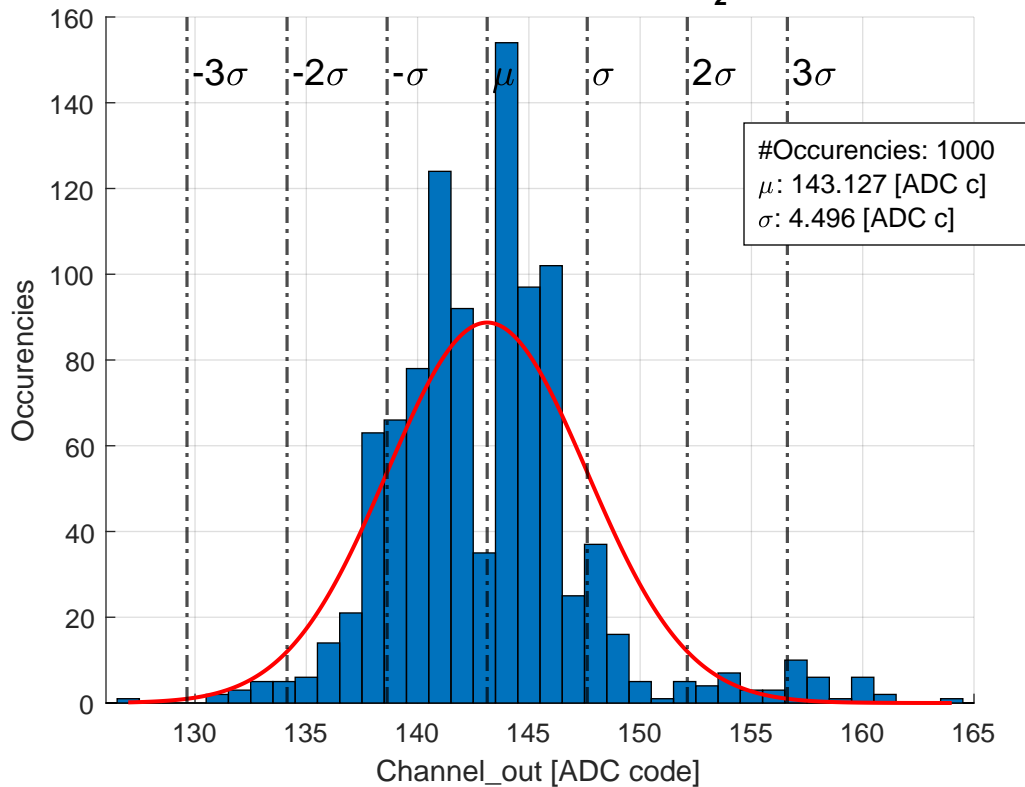 2
160
140
120
100
80
60
40
20
0
Occurencies
-3σ
-2σ
-σ
μ
σ
2σ
3σ
#Occurencies: 1000
μ: 143.127 [ADC c]
σ: 4.496 [ADC c]
130
135
140
145
150
155
160
165
Channel_out [ADC code]